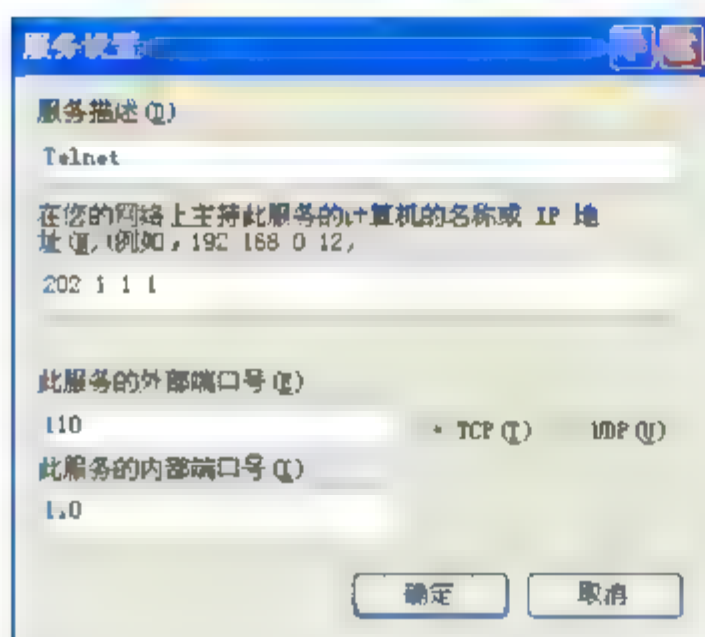 服务设置
服务描述(D)
Telnet
在您的网络上主持此服务的计算机的名称或 IP 地
址(N)(例如，192.168.0.12)
202.1.1.1
此服务的外部端口号(E)
110
TCP(T) UDP(U)
此服务的内部端口号(I)
110
确定 取消